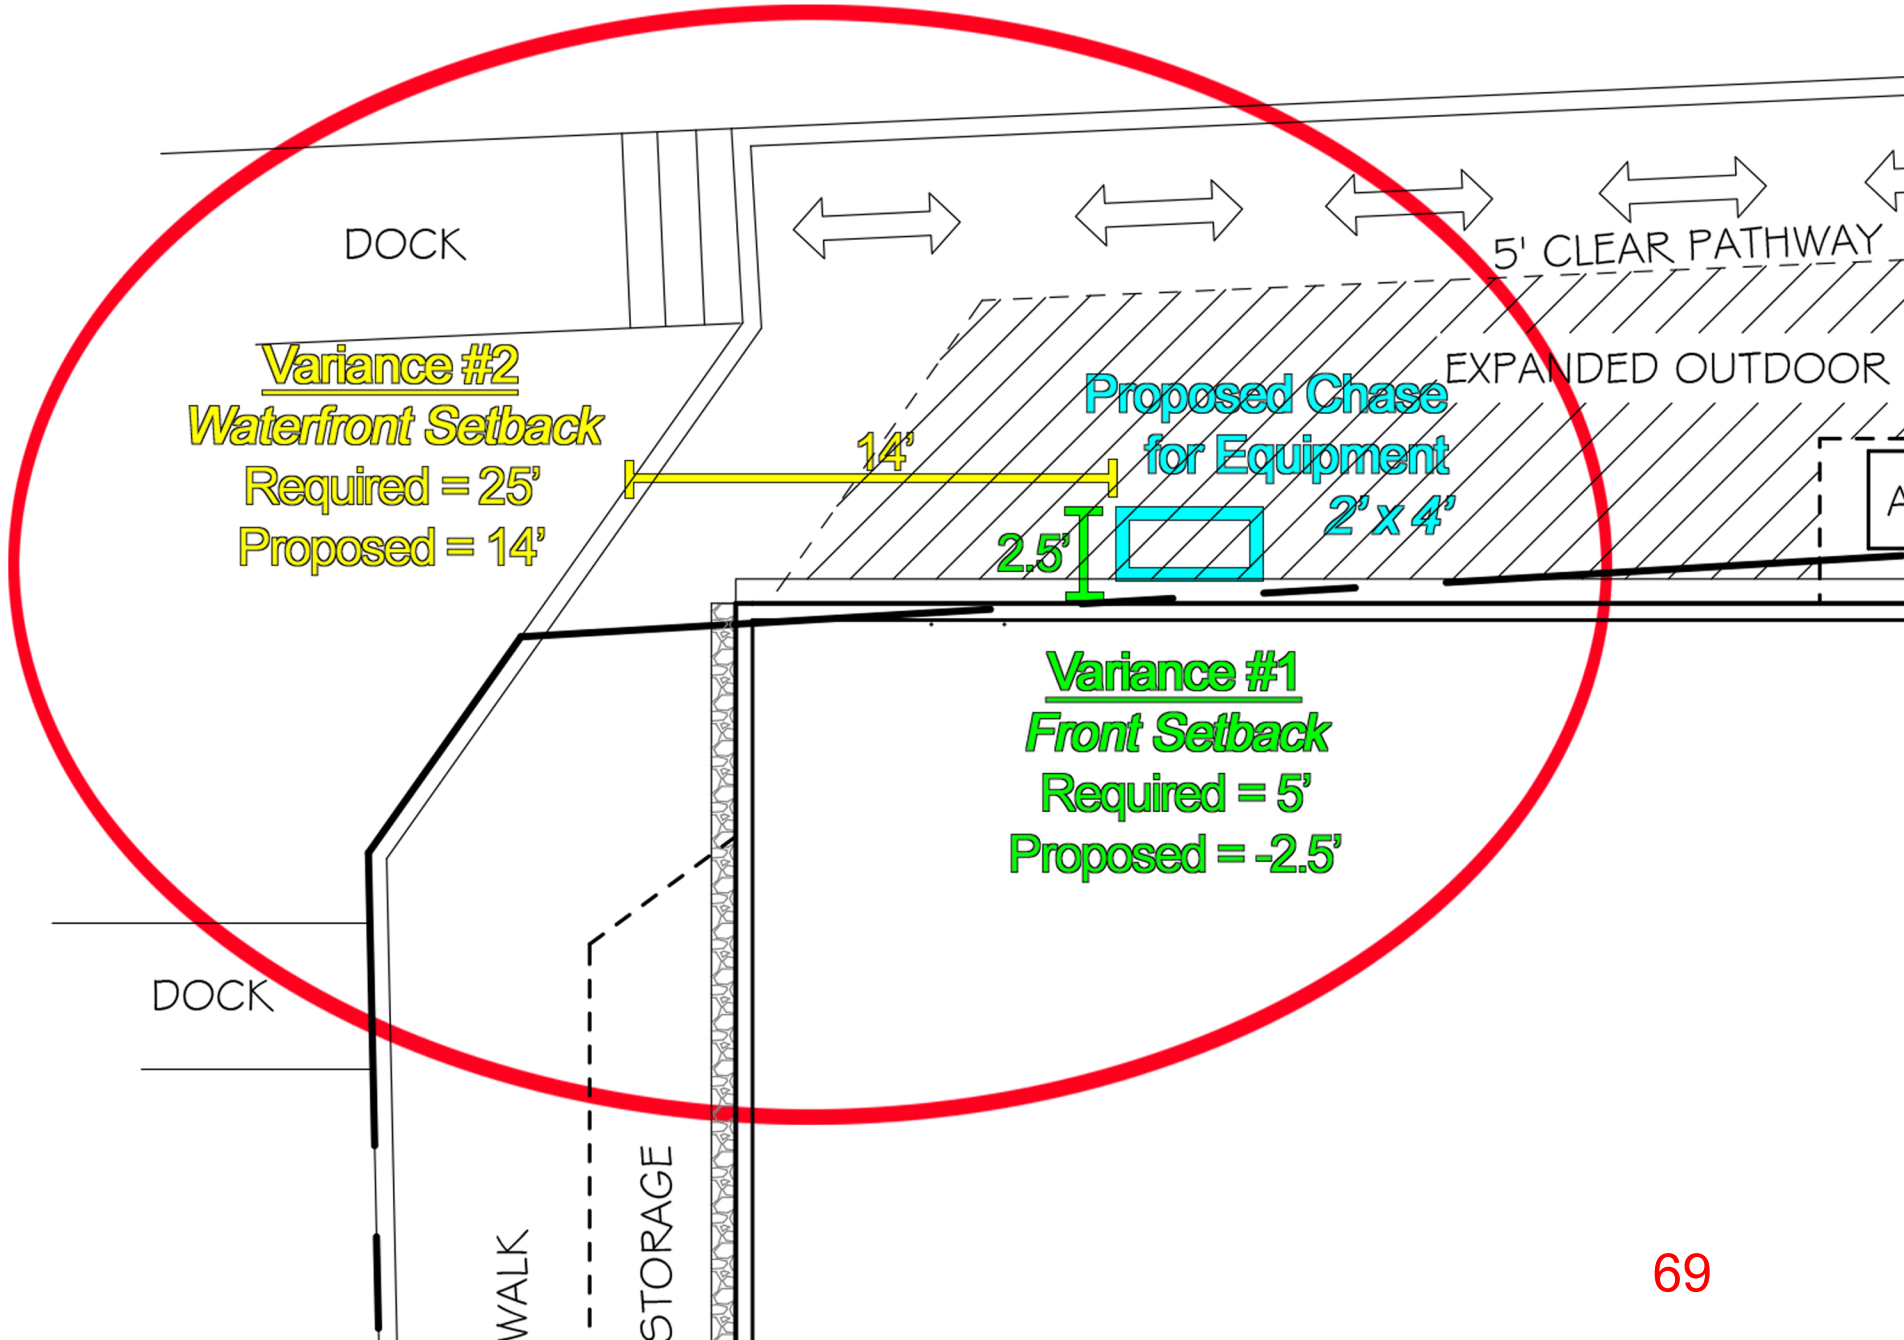 DOCK
5' CLEAR PATHWAY
Variance #2
Waterfront Setback
Required = 25'
Proposed = 14'
14'
EXPANDED OUTDOOR
Proposed Chase
for Equipment
2' x 4'
A
2.5'
Variance #1
Front Setback
Required = 5'
Proposed = -2.5'
DOCK
WALK
STORAGE
69